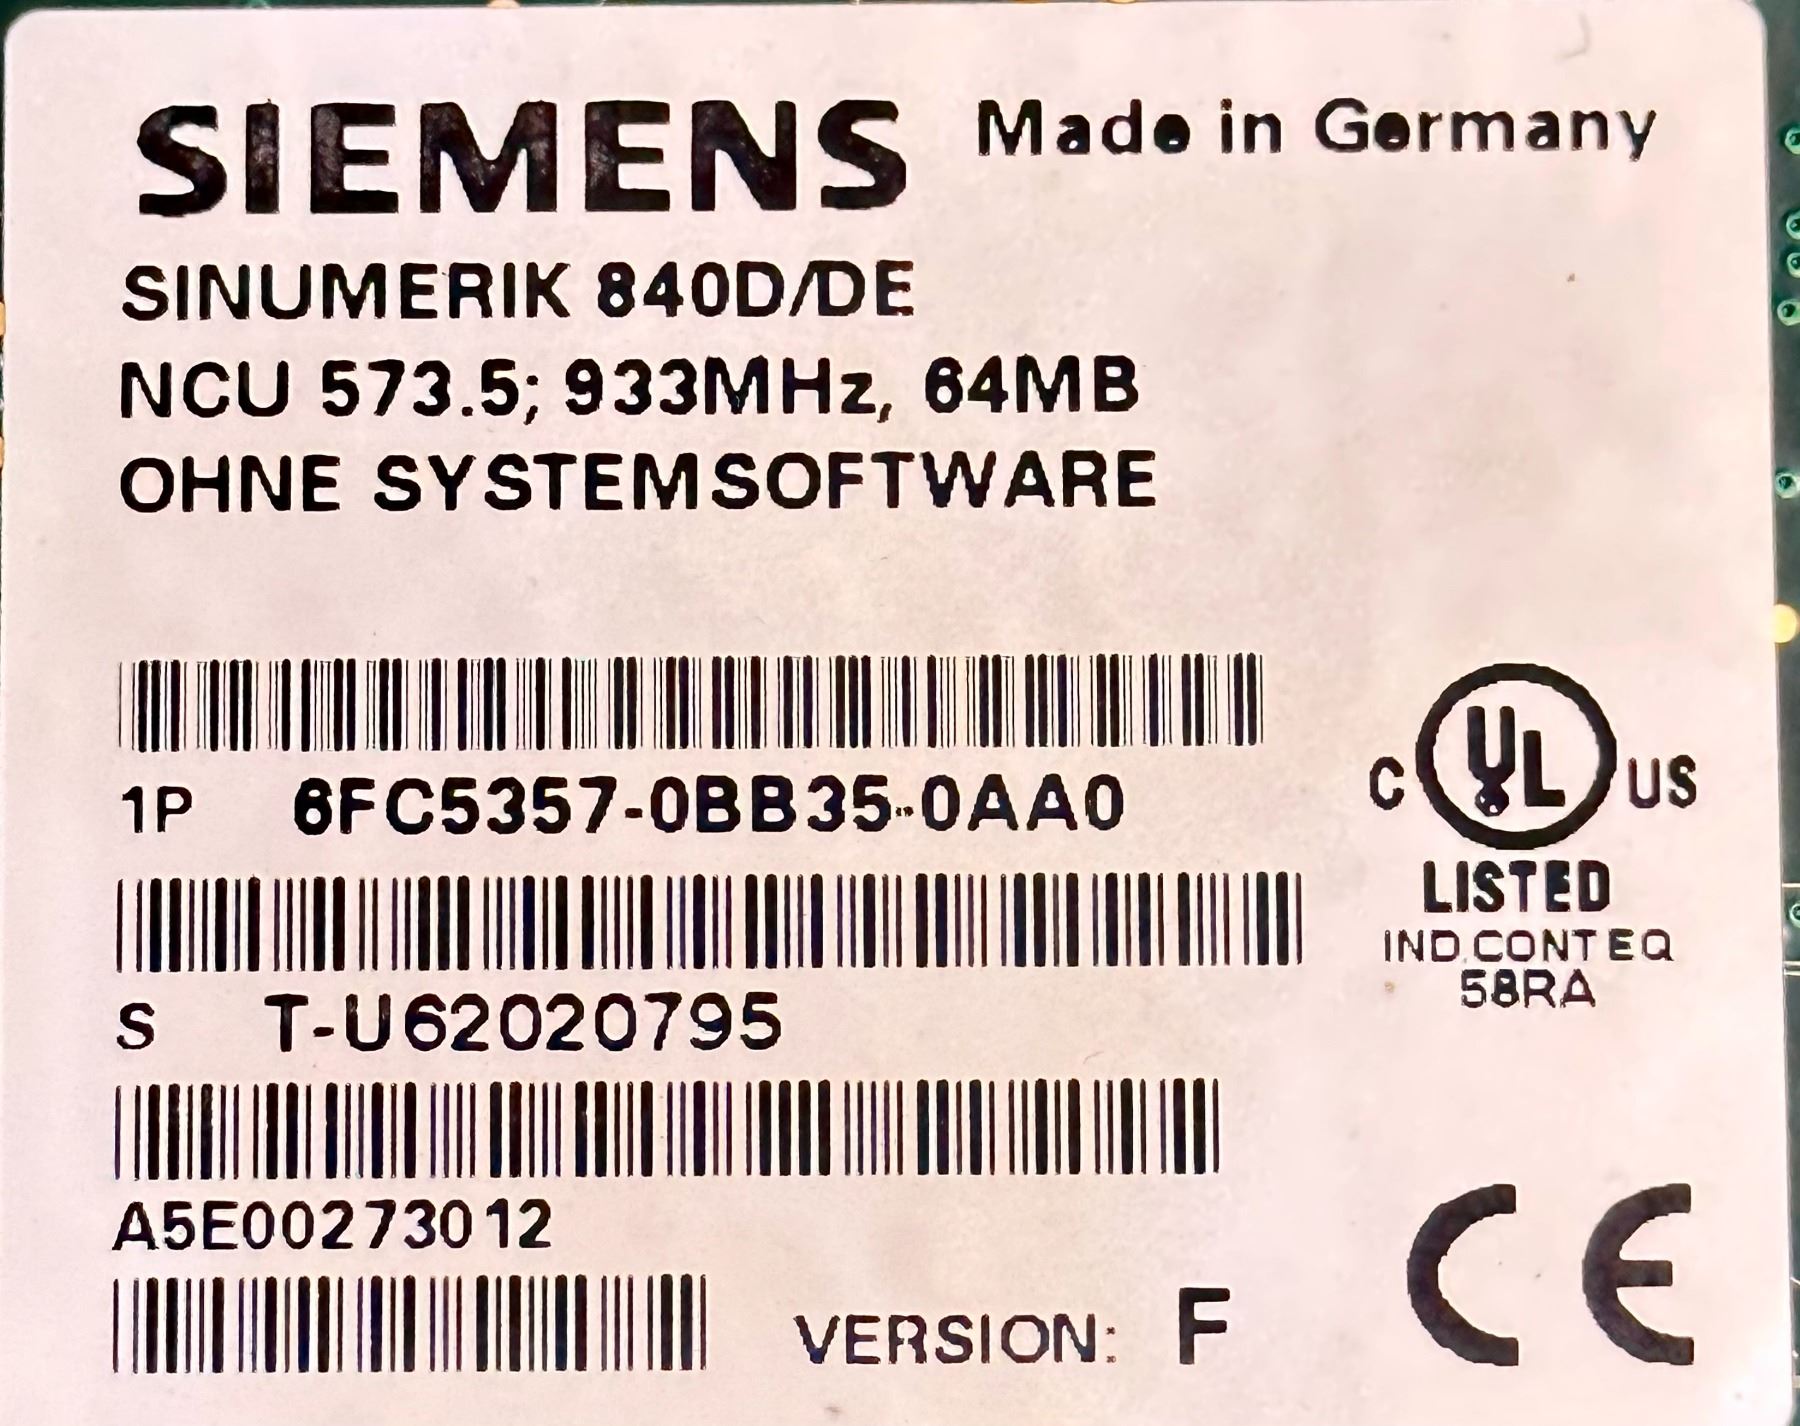 SIEMENS Made in Germany
SINUMERIK 840D/DE
NCU 573.5; 933MHz, 64MB
OHNE SYSTEMSOFTWARE
1P 6FC5357-0BB35-0AA0
C UL US
LISTED
IND.CONT EQ
58RA
S T-U62020795
A5E00273012
VERSION: F
CE